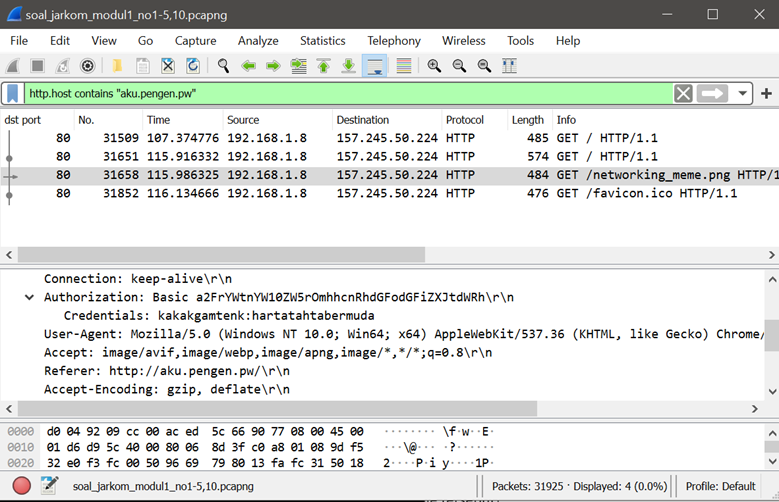 soal_jarkom_modul1_no1-5,10.pcapng
File Edit View Go Capture Analyze Statistics Telephony Wireless Tools Help
http.host contains "aku.pengen.pw"
dst port No. Time Source Destination Protocol Length Info
80 31509 107.374776 192.168.1.8 157.245.50.224 HTTP 485 GET / HTTP/1.1
80 31651 115.916332 192.168.1.8 157.245.50.224 HTTP 574 GET / HTTP/1.1
80 31658 115.986325 192.168.1.8 157.245.50.224 HTTP 484 GET /networking_meme.png HTTP/1
80 31852 116.134666 192.168.1.8 157.245.50.224 HTTP 476 GET /favicon.ico HTTP/1.1
Connection: keep-alive\r\n
Authorization: Basic a2FrYWtnYW10ZW5rOmhhcnRhdGFodGFiZXJtdWRh\r\n
Credentials: kakakgamtenk:hartatahtabermuda
User-Agent: Mozilla/5.0 (Windows NT 10.0; Win64; x64) AppleWebKit/537.36 (KHTML, like Gecko) Chrome/
Accept: image/avif,image/webp,image/apng,image/*,*/*;q=0.8\r\n
Referer: http://aku.pengen.pw/\r\n
Accept-Encoding: gzip, deflate\r\n
0000 d0 04 92 09 cc 00 ac ed 5c 66 90 77 08 00 45 00 ········ \f·w··E·
0010 01 d6 d9 5c 40 00 80 06 8d 3f c0 a8 01 08 9d f5 ···\@··· ·?······
0020 32 e0 f3 fc 00 50 96 69 79 80 13 fa fc 31 50 18 2····P·i y····1P·
soal_jarkom_modul1_no1-5,10.pcapng Packets: 31925 · Displayed: 4 (0.0%) Profile: Default